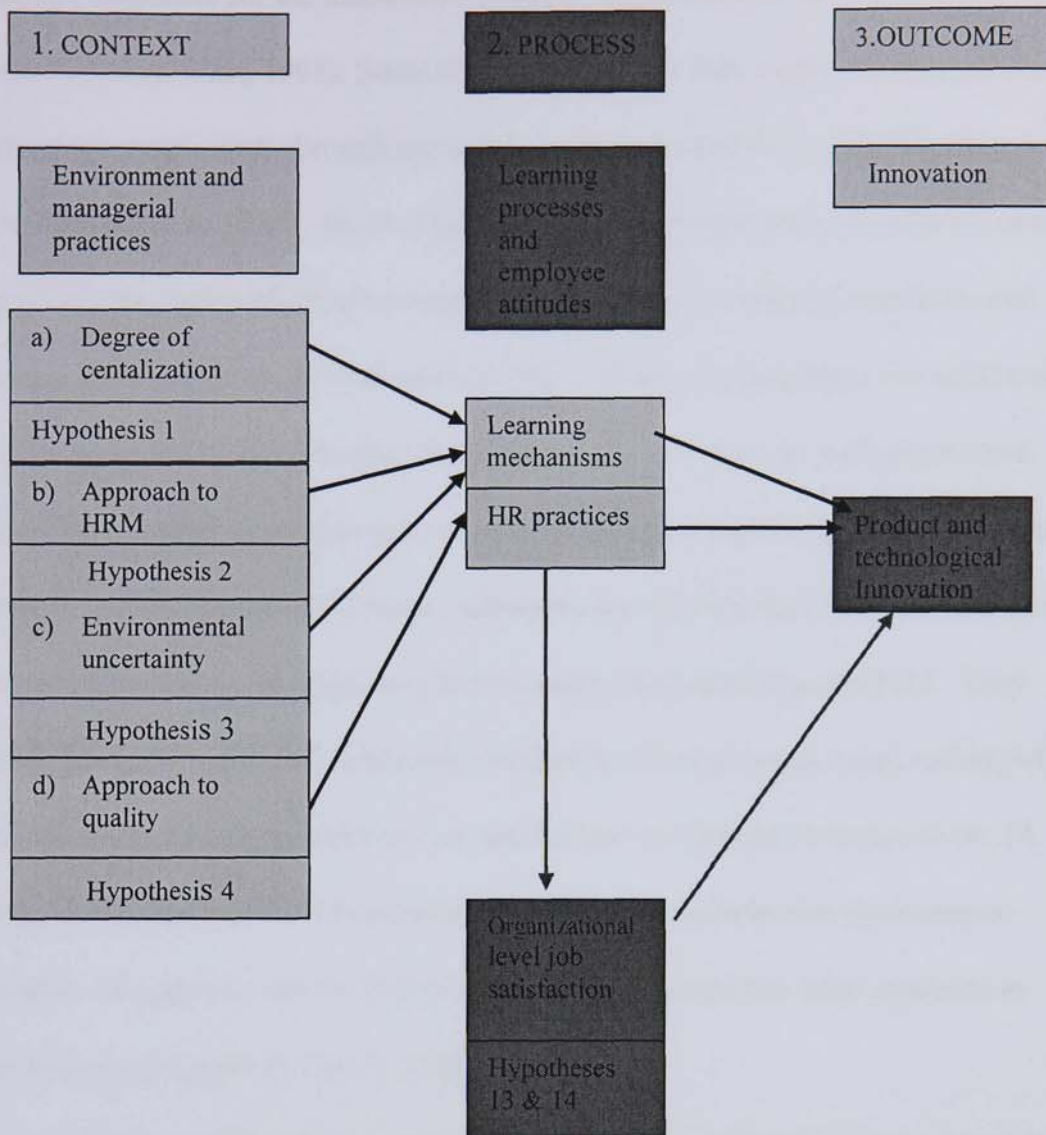 1. CONTEXT
2. PROCESS
3.OUTCOME
Environment and
managerial
practices
Learning
processes
and
employee
attitudes
Innovation
a) Degree of
centalization
Hypothesis 1
b) Approach to
HRM
Hypothesis 2
c) Environmental
uncertainty
Hypothesis 3
d) Approach to
quality
Hypothesis 4
Learning
mechanisms
HR practices
Product and
technological
Innovation
Organizational
level job
satisfaction
Hypotheses
13 & 14